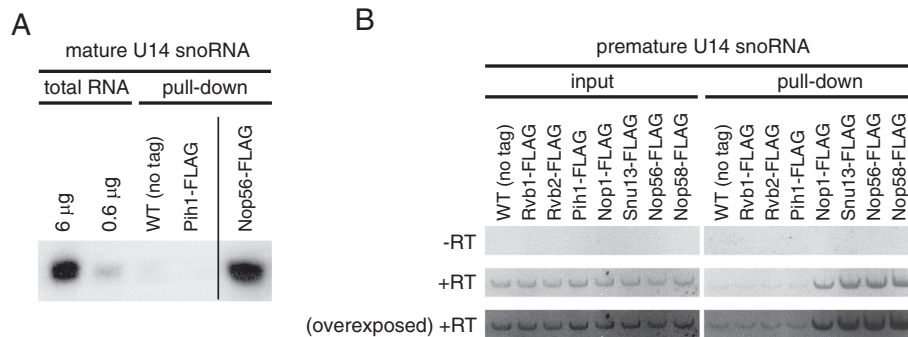 A
mature U14 snoRNA
total RNA pull-down
6 µg
0.6 µg
WT (no tag)
Pih1-FLAG
Nop56-FLAG
B
premature U14 snoRNA
input pull-down
WT (no tag)
Rvb1-FLAG
Rvb2-FLAG
Pih1-FLAG
Nop1-FLAG
Snu13-FLAG
Nop56-FLAG
Nop58-FLAG
WT (no tag)
Rvb1-FLAG
Rvb2-FLAG
Pih1-FLAG
Nop1-FLAG
Snu13-FLAG
Nop56-FLAG
Nop58-FLAG
-RT
+RT
(overexposed) +RT